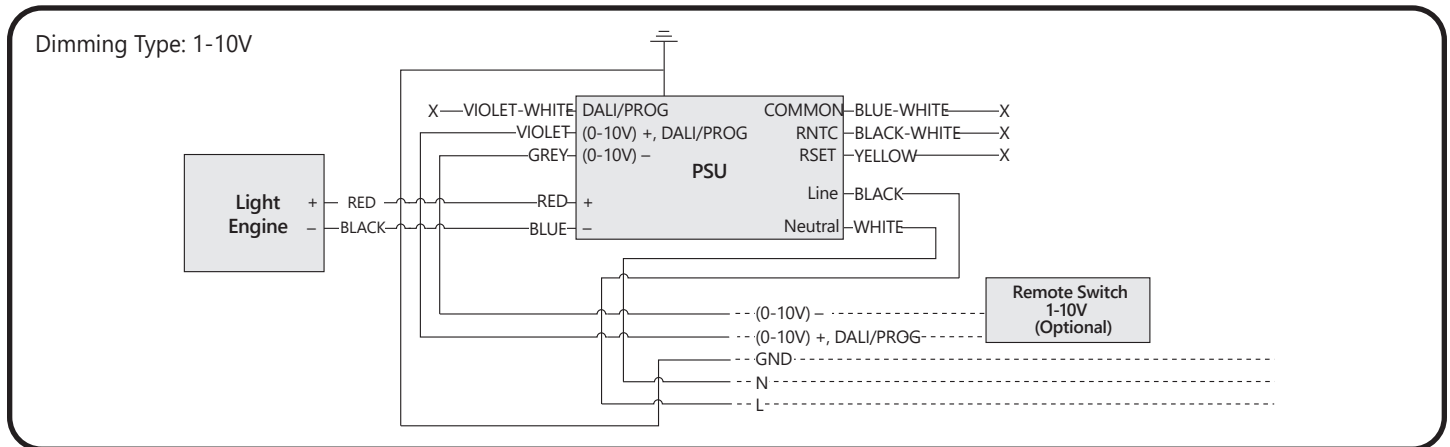 Dimming Type: 1-10V
X VIOLET-WHITE DALI/PROG COMMON BLUE-WHITE X
VIOLET (0-10V) +, DALI/PROG RNTC BLACK-WHITE X
GREY (0-10V) – RSET YELLOW X
PSU
Light
Engine
+ RED RED + Line BLACK
– BLACK BLUE – Neutral WHITE
Remote Switch
1-10V
(Optional)
(0-10V) –
(0-10V) +, DALI/PROG
GND
N
L